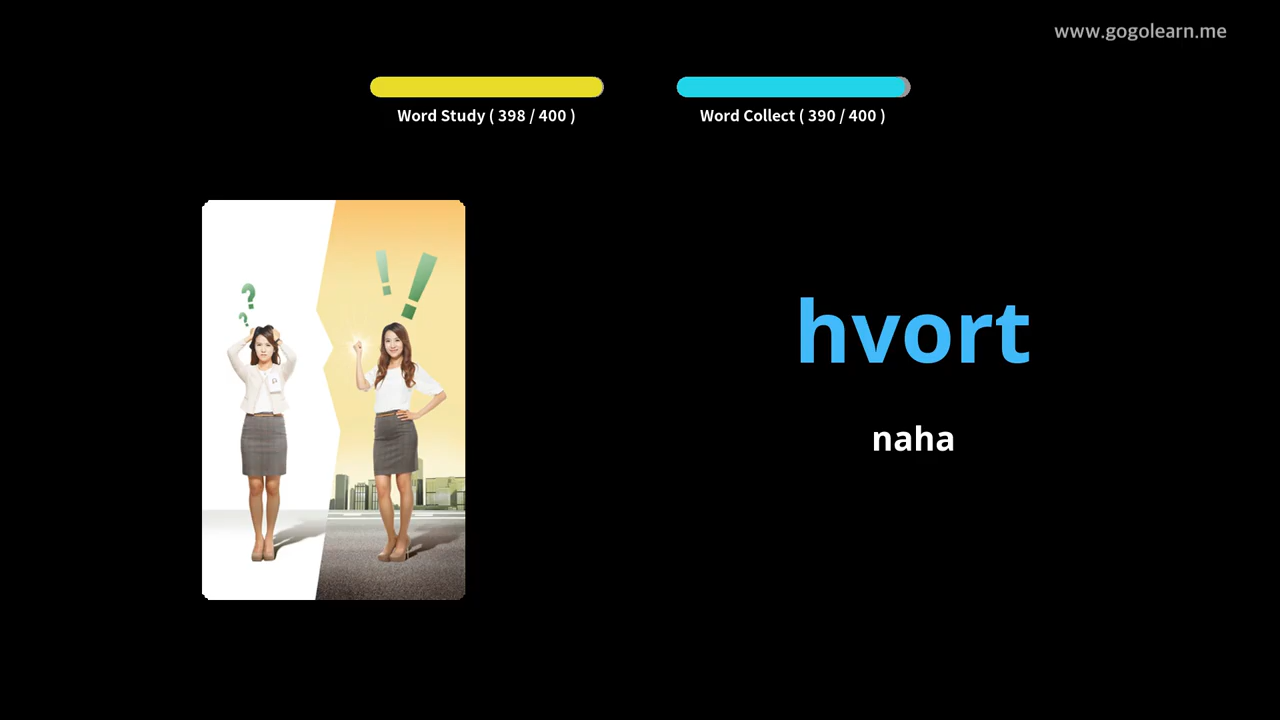 www.gogolearn.me
Word Study ( 398 / 400 )
Word Collect ( 390 / 400 )
? ?
! !
hvort
naha